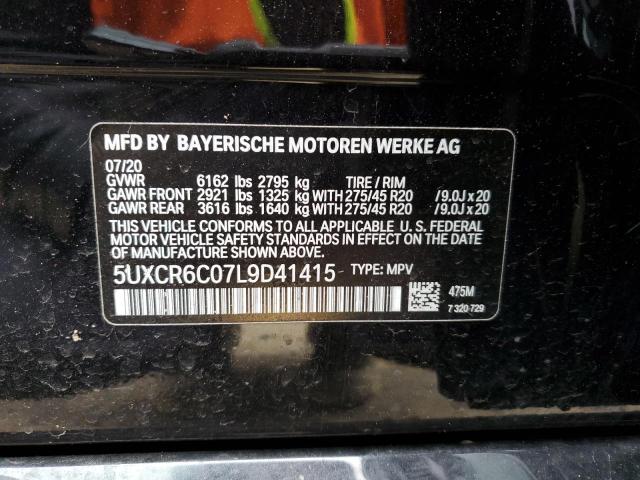 MFD BY BAYERISCHE MOTOREN WERKE AG
07/20
GVWR 6162 lbs 2795 kg TIRE / RIM
GAWR FRONT 2921 lbs 1325 kg WITH 275/45 R20 / 9.0J x 20
GAWR REAR 3616 lbs 1640 kg WITH 275/45 R20 / 9.0J x 20
THIS VEHICLE CONFORMS TO ALL APPLICABLE U. S. FEDERAL
MOTOR VEHICLE SAFETY STANDARDS IN EFFECT ON THE DATE
OF MANUFACTURE SHOWN ABOVE.
5UXCR6C07L9D41415 TYPE: MPV
475M
7 320 729